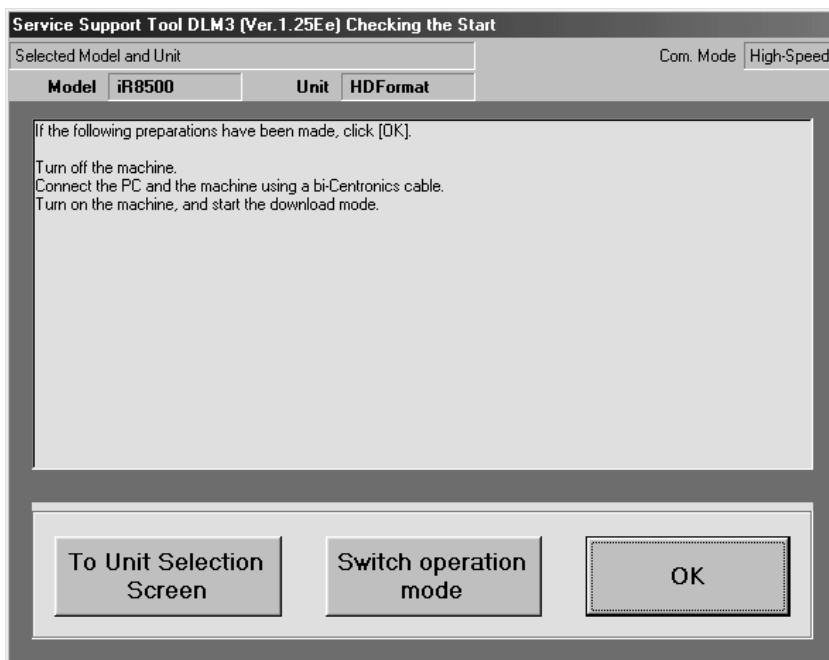 Service Support Tool DLM3 (Ver.1.25Ee) Checking the Start
Selected Model and Unit
Com. Mode High-Speed
Model iR8500 Unit HDFormat
If the following preparations have been made, click [OK].
Turn off the machine.
Connect the PC and the machine using a bi-Centronics cable.
Turn on the machine, and start the download mode.
To Unit Selection
Screen
Switch operation
mode
OK